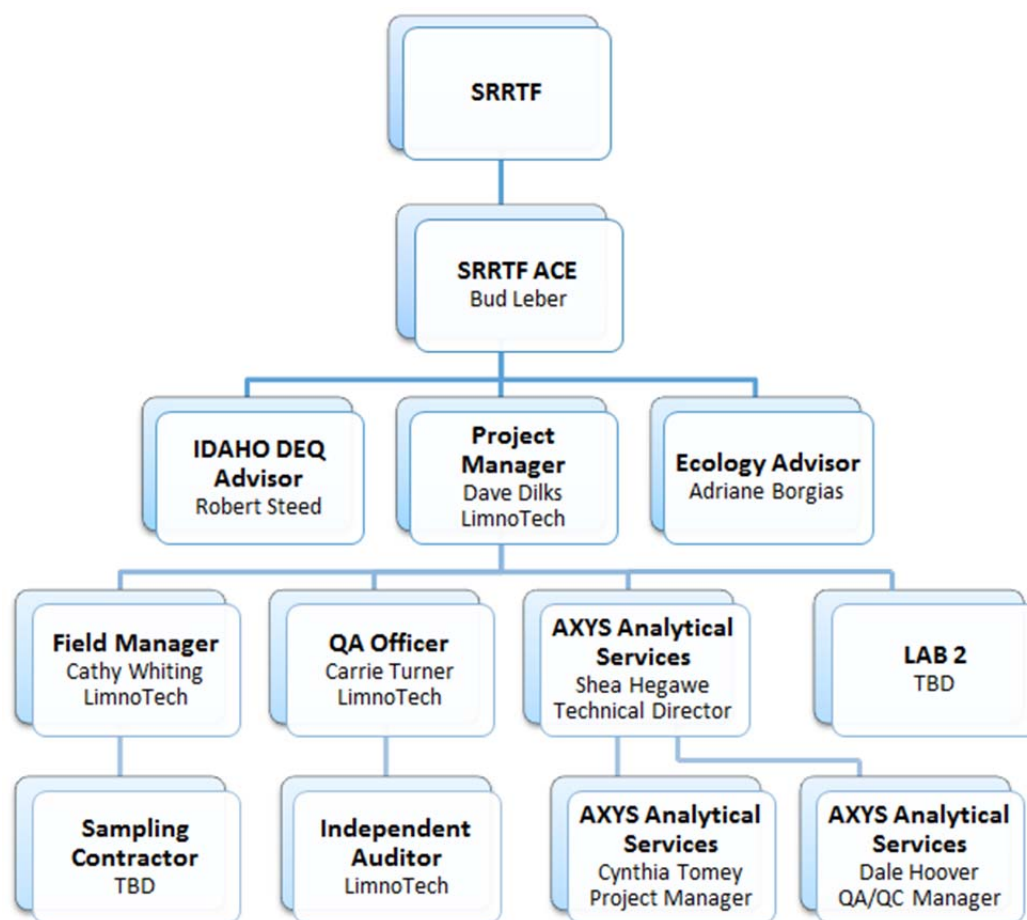 SRRTF
SRRTF ACE
Bud Leber
IDAHO DEQ
Advisor
Robert Steed
Project
Manager
Dave Dilks
LimnoTech
Ecology Advisor
Adriane Borgias
Field Manager
Cathy Whiting
LimnoTech
QA Officer
Carrie Turner
LimnoTech
AXYS Analytical
Services
Shea Hegawe
Technical Director
LAB 2
TBD
Sampling
Contractor
TBD
Independent
Auditor
LimnoTech
AXYS Analytical
Services
Cynthia Tomey
Project Manager
AXYS Analytical
Services
Dale Hoover
QA/QC Manager